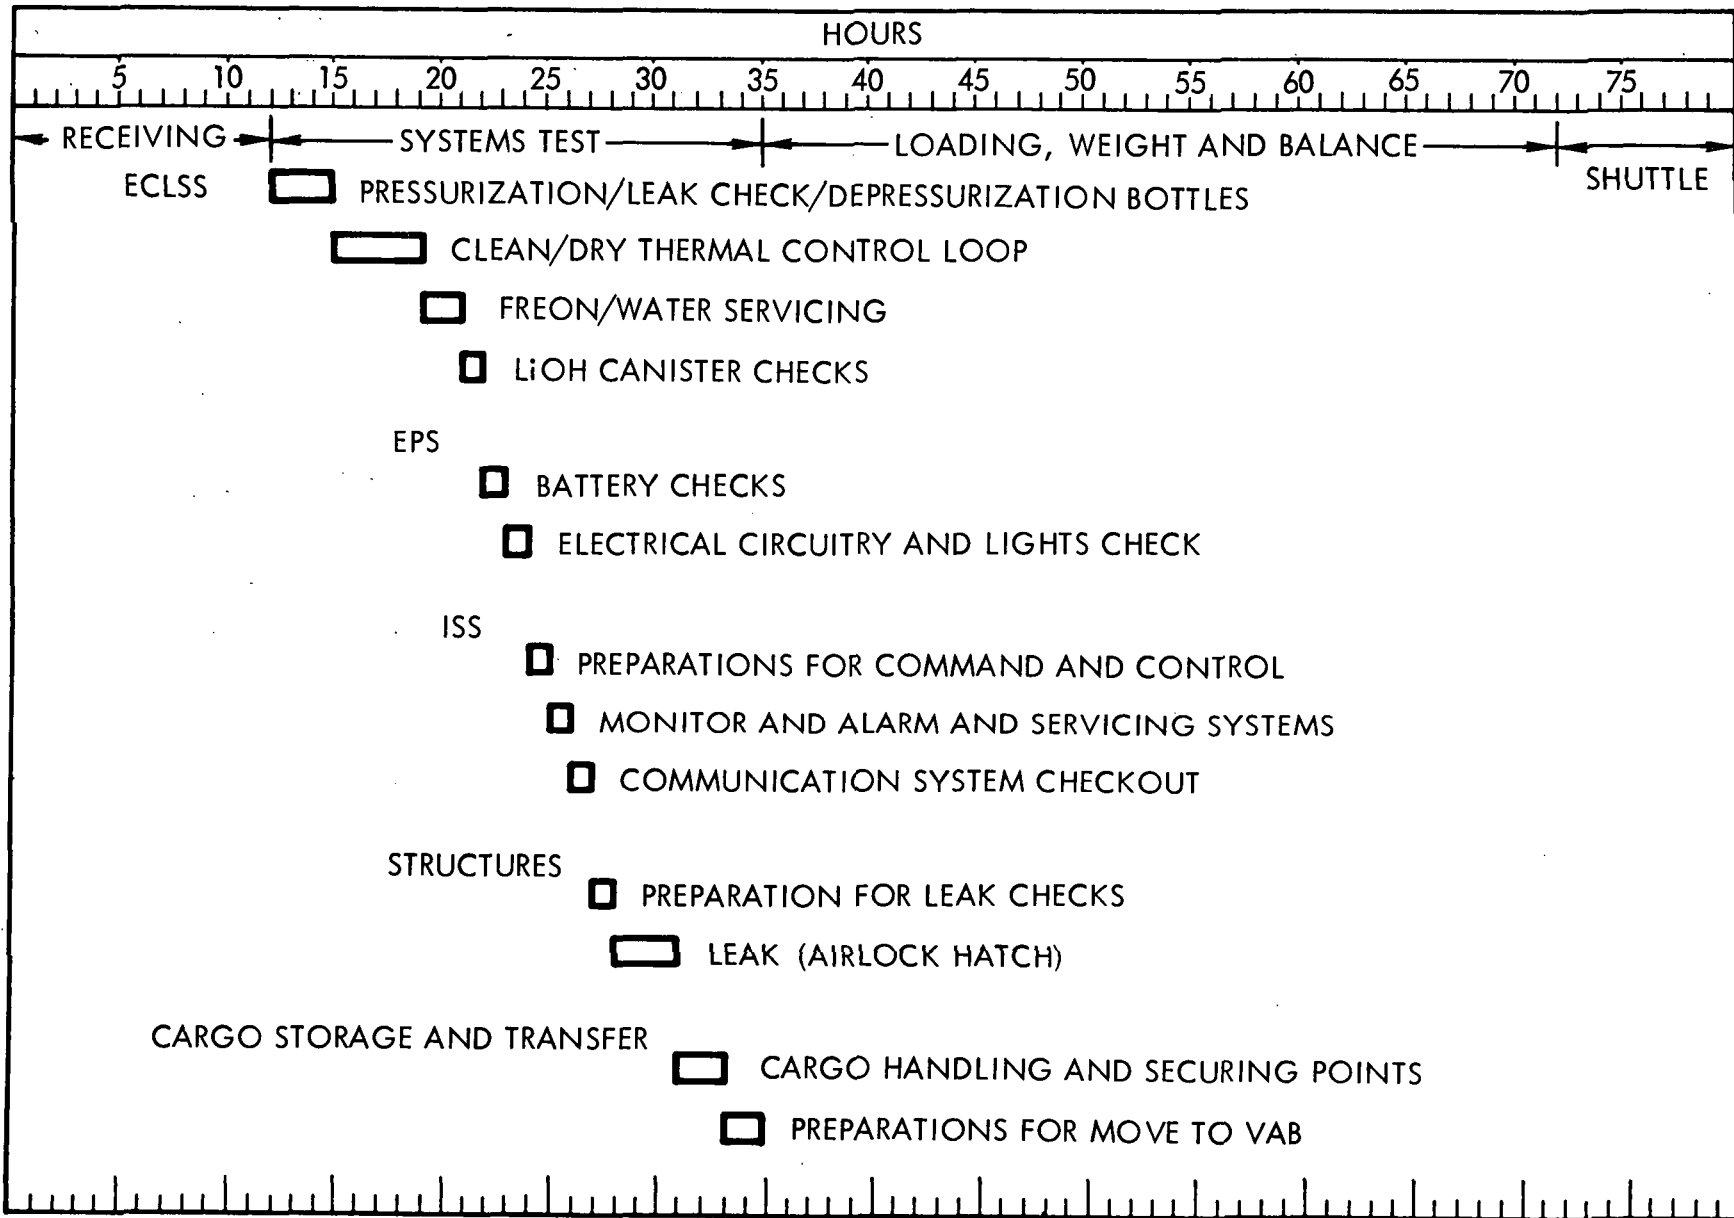 HOURS
5 10 15 20 25 30 35 40 45 50 55 60 65 70 75
RECEIVING SYSTEMS TEST LOADING, WEIGHT AND BALANCE
SHUTTLE
ECLSS PRESSURIZATION/LEAK CHECK/DEPRESSURIZATION BOTTLES
CLEAN/DRY THERMAL CONTROL LOOP
FREON/WATER SERVICING
LiOH CANISTER CHECKS
EPS
BATTERY CHECKS
ELECTRICAL CIRCUITRY AND LIGHTS CHECK
ISS
PREPARATIONS FOR COMMAND AND CONTROL
MONITOR AND ALARM AND SERVICING SYSTEMS
COMMUNICATION SYSTEM CHECKOUT
STRUCTURES
PREPARATION FOR LEAK CHECKS
LEAK (AIRLOCK HATCH)
CARGO STORAGE AND TRANSFER
CARGO HANDLING AND SECURING POINTS
PREPARATIONS FOR MOVE TO VAB